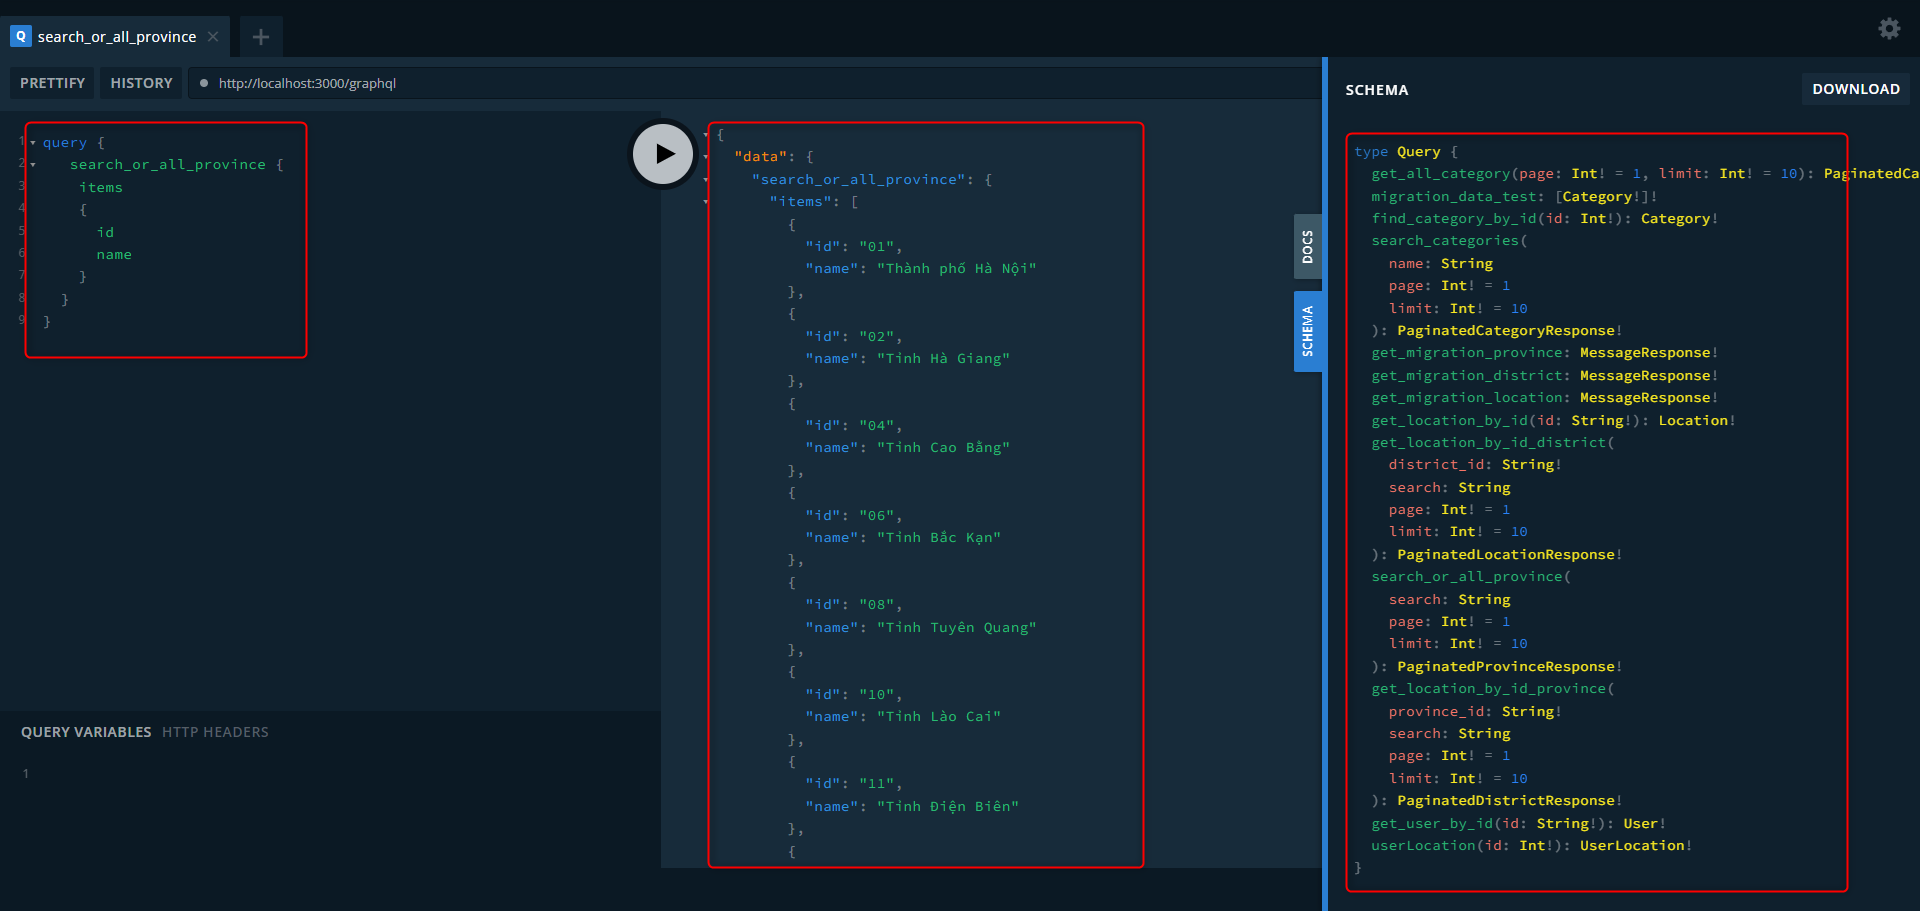 Q search_or_all_province
PRETTIFY HISTORY http://localhost:3000/graphql
1 query {
2 search_or_all_province {
3 items
4 {
5 id
6 name
7 }
8 }
9 }
QUERY VARIABLES HTTP HEADERS
1
{
"data": {
"search_or_all_province": {
"items": [
{
"id": "01",
"name": "Thành phố Hà Nội"
},
{
"id": "02",
"name": "Tỉnh Hà Giang"
},
{
"id": "04",
"name": "Tỉnh Cao Bằng"
},
{
"id": "06",
"name": "Tỉnh Bắc Kạn"
},
{
"id": "08",
"name": "Tỉnh Tuyên Quang"
},
{
"id": "10",
"name": "Tỉnh Lào Cai"
},
{
"id": "11",
"name": "Tỉnh Điện Biên"
},
{
DOCS
SCHEMA
SCHEMA
DOWNLOAD
type Query {
get_all_category(page: Int! = 1, limit: Int! = 10): PaginatedCa
migration_data_test: [Category!]!
find_category_by_id(id: Int!): Category!
search_categories(
name: String
page: Int! = 1
limit: Int! = 10
): PaginatedCategoryResponse!
get_migration_province: MessageResponse!
get_migration_district: MessageResponse!
get_migration_location: MessageResponse!
get_location_by_id(id: String!): Location!
get_location_by_id_district(
district_id: String!
search: String
page: Int! = 1
limit: Int! = 10
): PaginatedLocationResponse!
search_or_all_province(
search: String
page: Int! = 1
limit: Int! = 10
): PaginatedProvinceResponse!
get_location_by_id_province(
province_id: String!
search: String
page: Int! = 1
limit: Int! = 10
): PaginatedDistrictResponse!
get_user_by_id(id: String!): User!
userLocation(id: Int!): UserLocation!
}